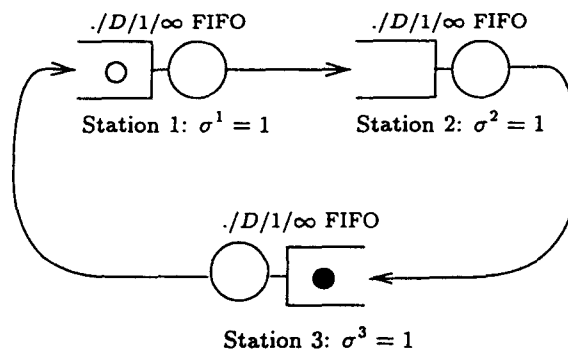 ./D/1/∞ FIFO
./D/1/∞ FIFO
Station 1: σ¹ = 1
Station 2: σ² = 1
./D/1/∞ FIFO
Station 3: σ³ = 1